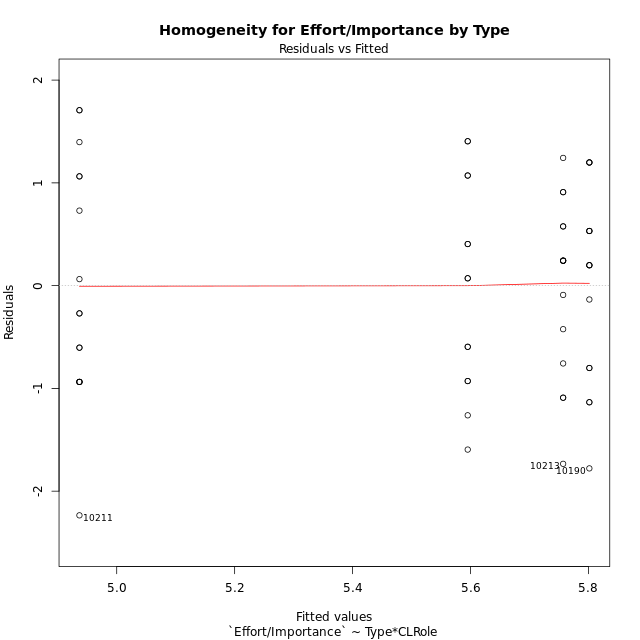 Homogeneity for Effort/Importance by Type
Residuals vs Fitted
2
1
0
-1
-2
Residuals
10213
10190
10211
5.0 5.2 5.4 5.6 5.8
Fitted values
`Effort/Importance` ~ Type*CLRole